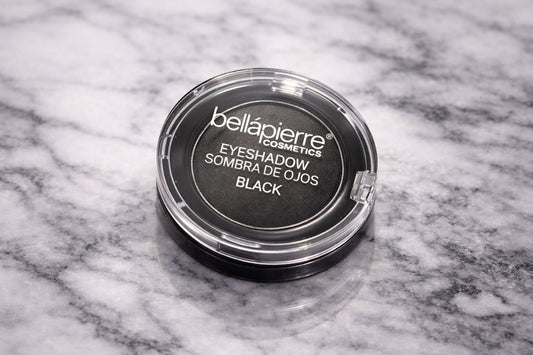 bellápierre®
COSMETICS
EYESHADOW
SOMBRA DE OJOS
BLACK